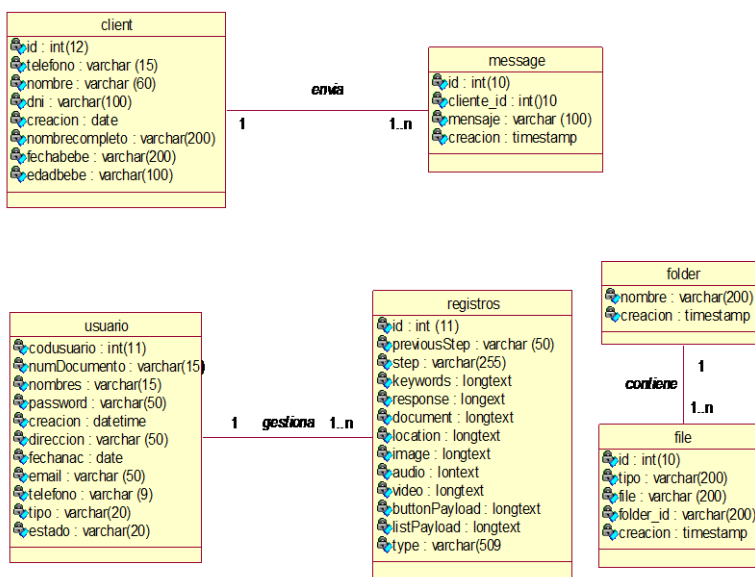 client
id : int(12)
telefono : varchar (15)
nombre : varchar (60)
dni : varchar(100)
creacion : date
nombrecompleto : varchar(200)
fechabebe : varchar(200)
edadbebe : varchar(100)
envia
1
1..n
message
id : int(10)
cliente_id : int()10
mensaje : varchar (100)
creacion : timestamp
usuario
codusuario : int(11)
numDocumento : varchar(15)
nombres : varchar(15)
password : varchar(50)
creacion : datetime
direccion : varchar (50)
fechanac : date
email : varchar (50)
telefono : varchar (9)
tipo : varchar(20)
estado : varchar(20)
1
gestiona
1..n
registros
id : int (11)
previousStep : varchar (50)
step : varchar(255)
keywords : longtext
response : longtext
document : longtext
location : longtext
image : longtext
audio : lontext
video : longtext
buttonPayload : longtext
listPayload : longtext
type : varchar(509
folder
nombre : varchar(200)
creacion : timestamp
1
contiene
1..n
file
id : int(10)
tipo : varchar(200)
file : varchar (200)
folder_id : varchar(200)
creacion : timestamp